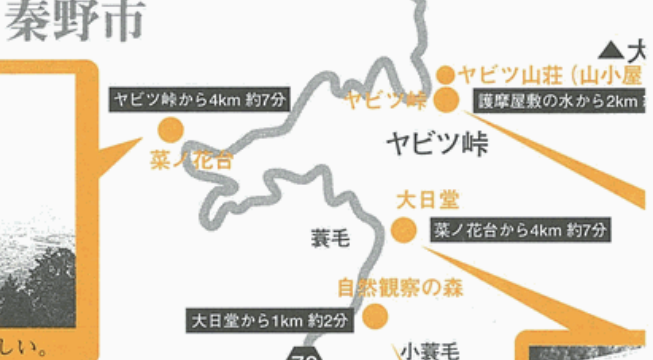 秦野市
▲大
ヤビツ山荘（山小屋
ヤビツ峠から4km 約7分
ヤビツ峠
護摩屋敷の水から2km
菜ノ花台
ヤビツ峠
大日堂
菜ノ花台から4km 約7分
蓑毛
自然観察の森
大日堂から1km 約2分
小蓑毛
70
しい。